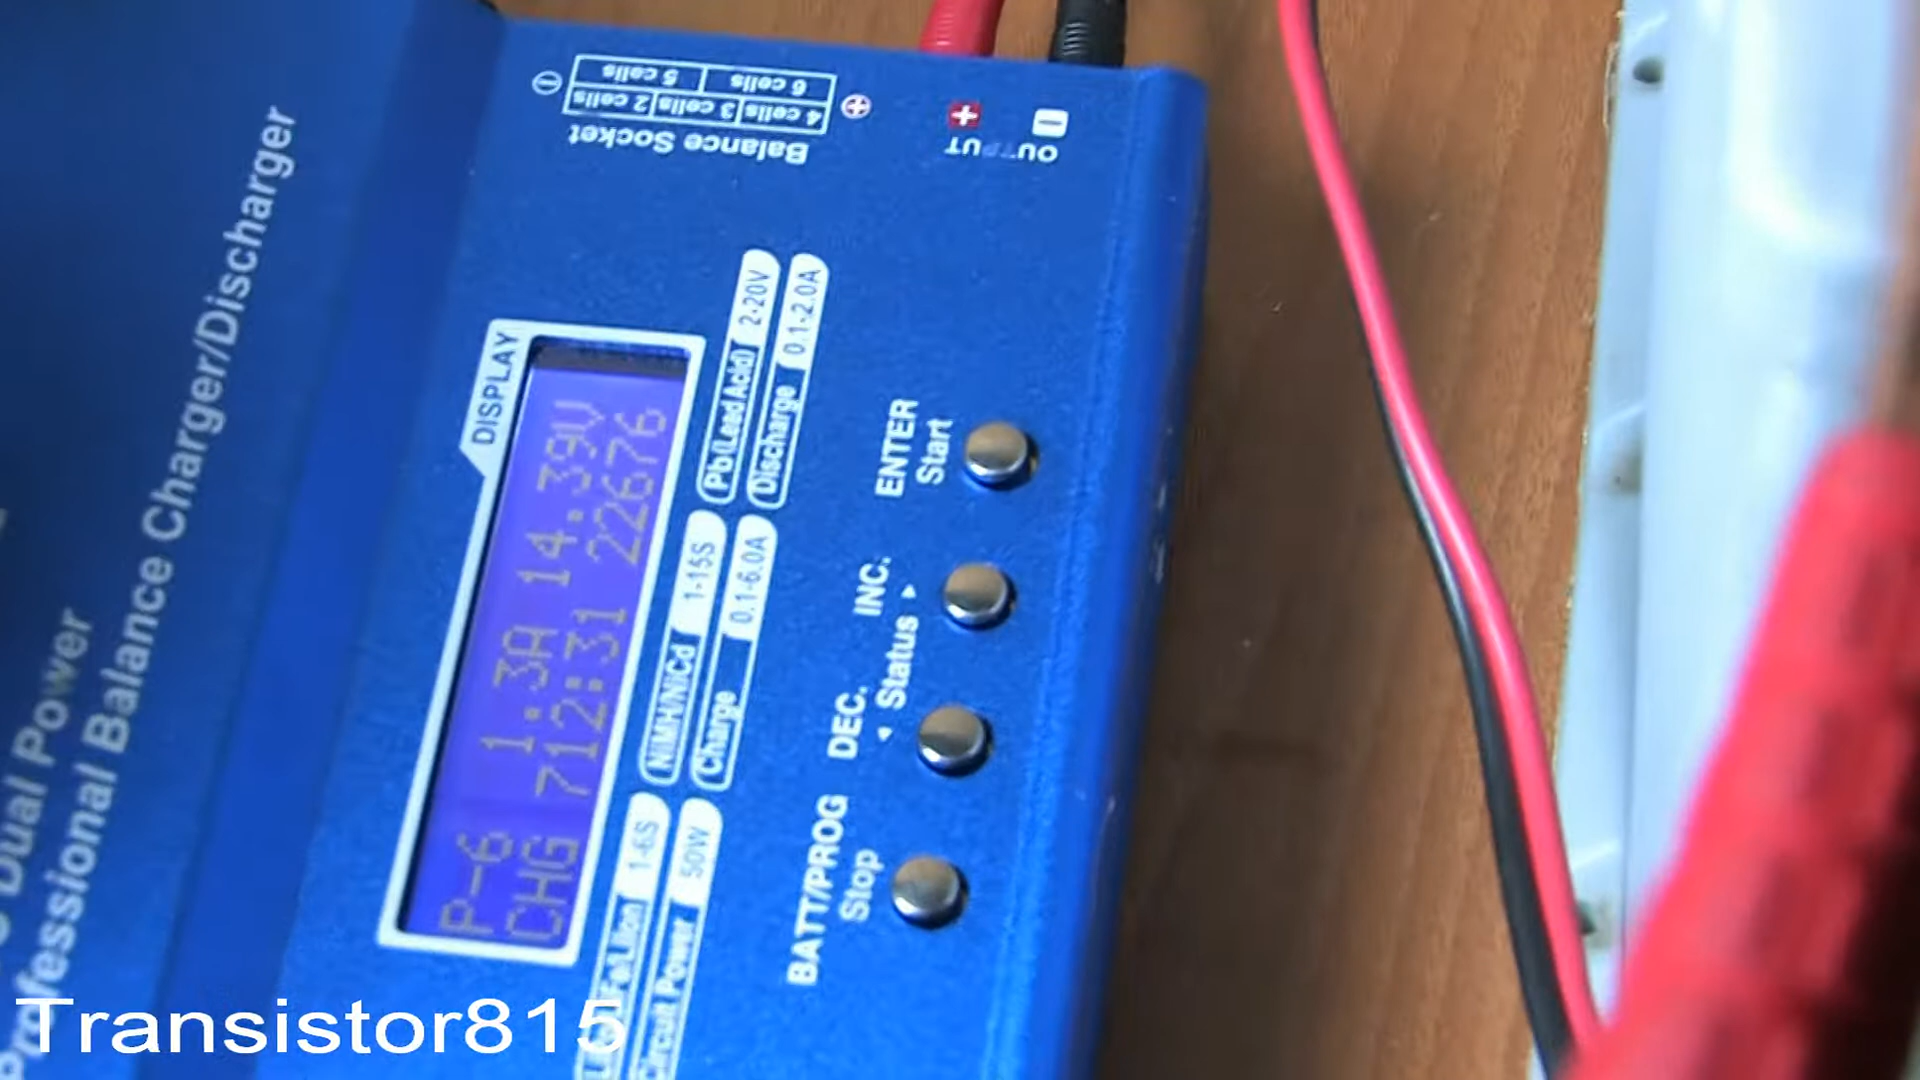 Dual Power
Professional Balance Charger/Discharger
DISPLAY
P-6 1.3A 14.39V
CHG 712:31 22676
1-6S
NiMH/NiCd 1-15S
Pb(Lead Acid) 2-20V
Circuit Power 50W
Charge 0.1-6.0A
Discharge 0.1-2.0A
BATT/PROG
Stop
DEC. INC.
◄ Status ►
ENTER
Start
Balance Socket
4 cells 3 cells 2 cells
6 cells 5 cells
OUTPUT
+ −
Transistor815